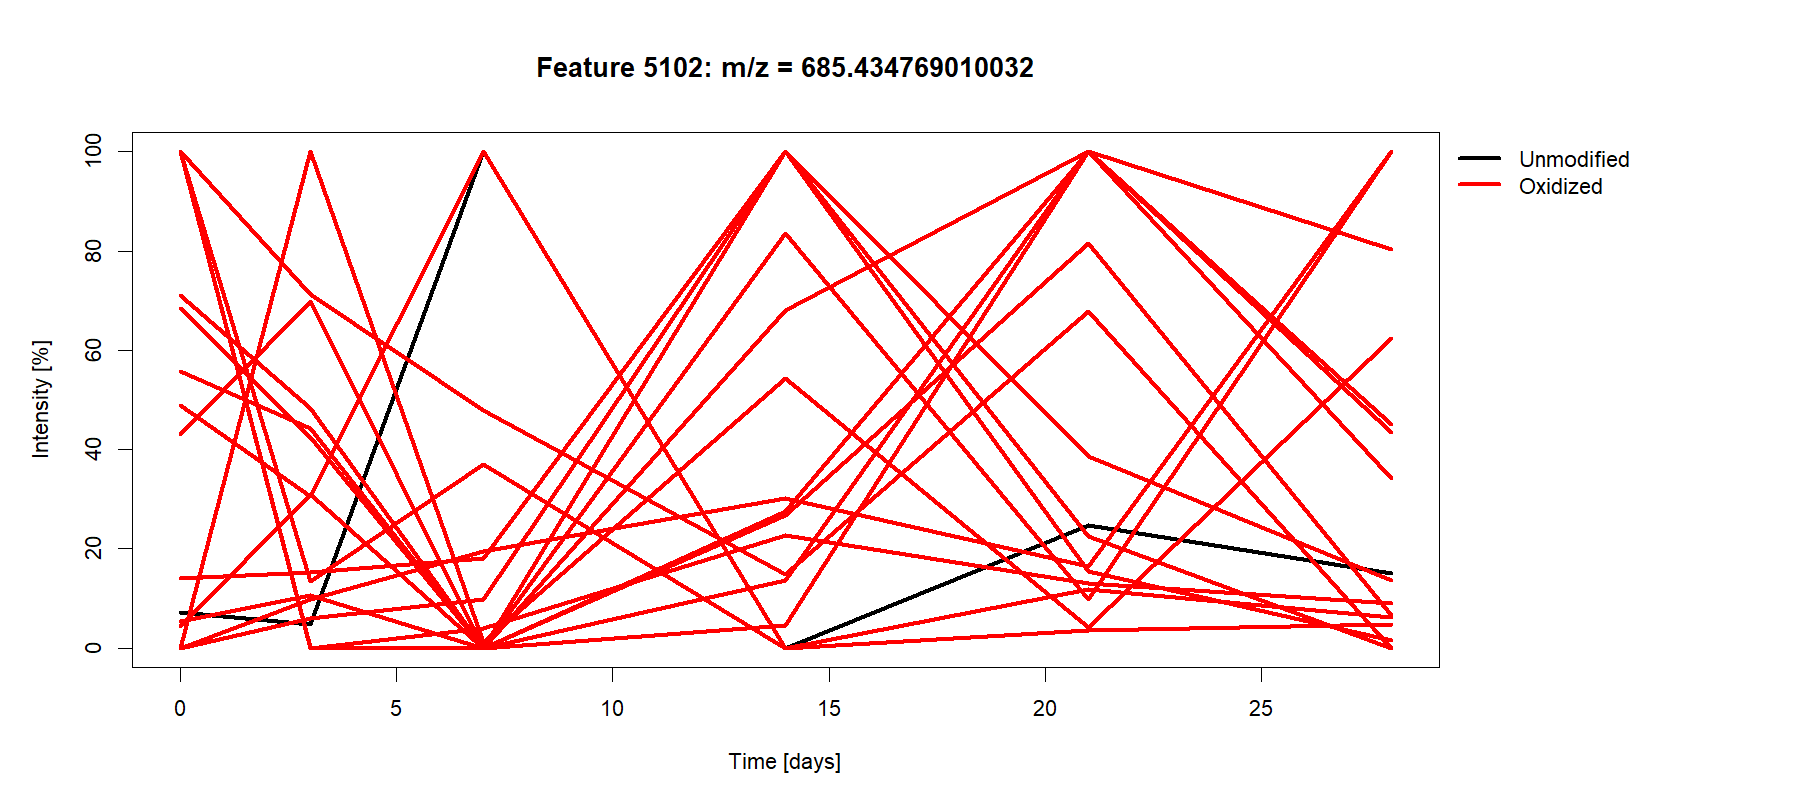 Feature 5102: m/z = 685.434769010032
Unmodified
Oxidized
Intensity [%]
100
80
60
40
20
0
0 5 10 15 20 25
Time [days]